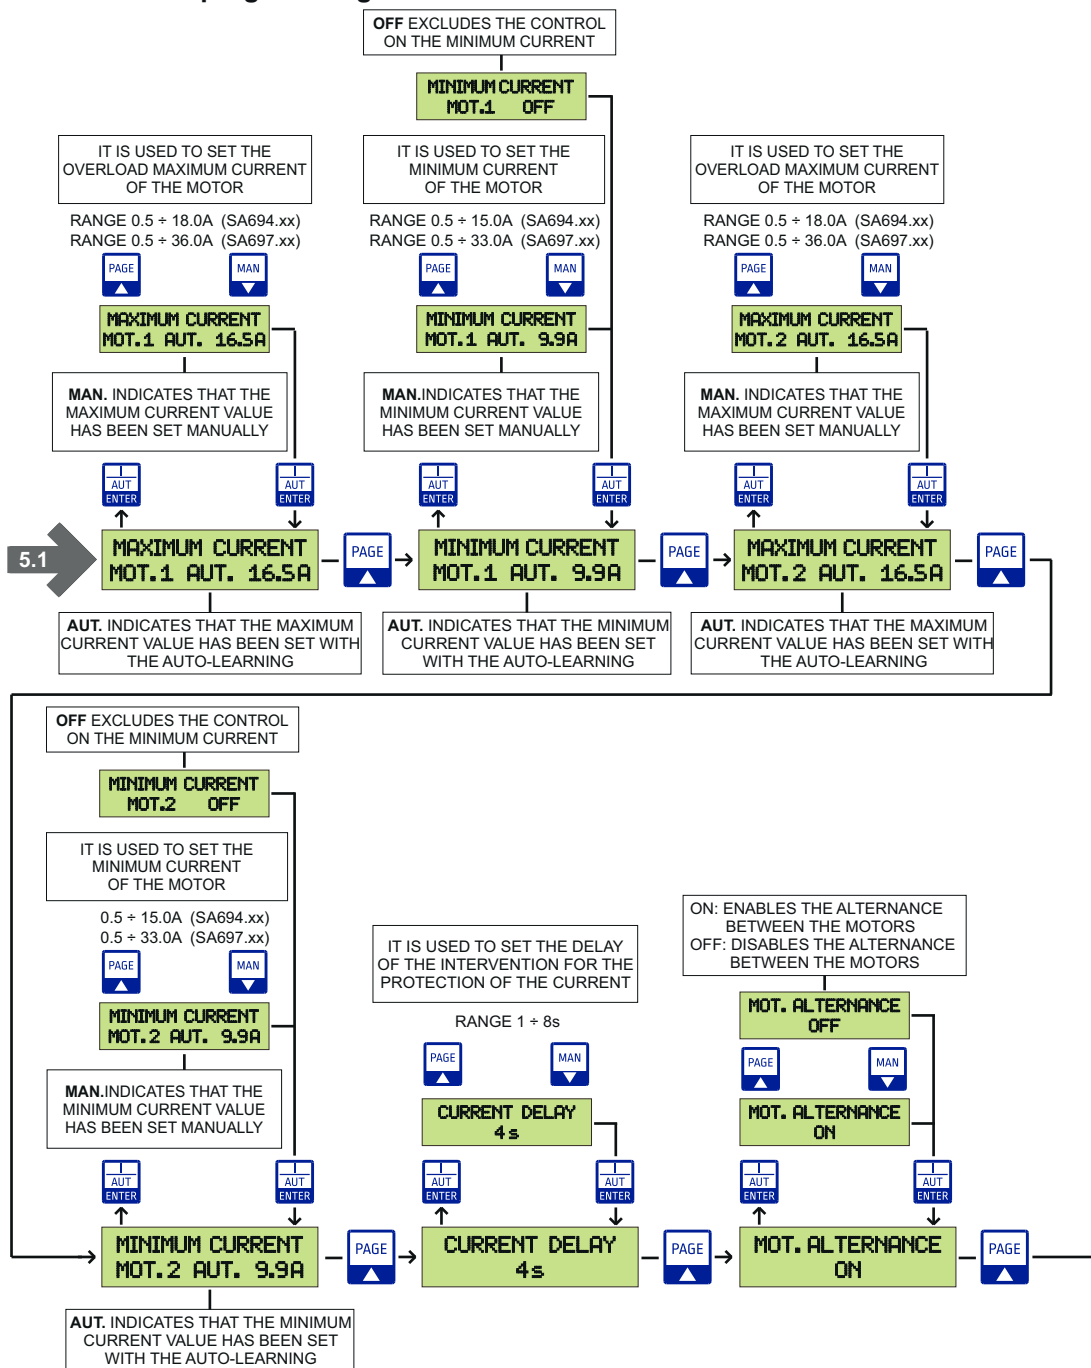 OFF EXCLUDES THE CONTROL
ON THE MINIMUM CURRENT
MINIMUM CURRENT
MOT.1 OFF
IT IS USED TO SET THE
OVERLOAD MAXIMUM CURRENT
OF THE MOTOR
RANGE 0.5 ÷ 18.0A (SA694.xx)
RANGE 0.5 ÷ 36.0A (SA697.xx)
PAGE
MAN
MAXIMUM CURRENT
MOT.1 AUT. 16.5A
MAN. INDICATES THAT THE
MAXIMUM CURRENT VALUE
HAS BEEN SET MANUALLY
AUT
ENTER
AUT
ENTER
IT IS USED TO SET THE
MINIMUM CURRENT
OF THE MOTOR
RANGE 0.5 ÷ 15.0A (SA694.xx)
RANGE 0.5 ÷ 33.0A (SA697.xx)
PAGE
MAN
MINIMUM CURRENT
MOT.1 AUT. 9.9A
MAN.INDICATES THAT THE
MINIMUM CURRENT VALUE
HAS BEEN SET MANUALLY
AUT
ENTER
AUT
ENTER
IT IS USED TO SET THE
OVERLOAD MAXIMUM CURRENT
OF THE MOTOR
RANGE 0.5 ÷ 18.0A (SA694.xx)
RANGE 0.5 ÷ 36.0A (SA697.xx)
PAGE
MAN
MAXIMUM CURRENT
MOT.2 AUT. 16.5A
MAN. INDICATES THAT THE
MAXIMUM CURRENT VALUE
HAS BEEN SET MANUALLY
AUT
ENTER
AUT
ENTER
5.1
MAXIMUM CURRENT
MOT.1 AUT. 16.5A
PAGE
MINIMUM CURRENT
MOT.1 AUT. 9.9A
PAGE
MAXIMUM CURRENT
MOT.2 AUT. 16.5A
PAGE
AUT. INDICATES THAT THE MAXIMUM
CURRENT VALUE HAS BEEN SET WITH
THE AUTO-LEARNING
AUT. INDICATES THAT THE MINIMUM
CURRENT VALUE HAS BEEN SET
WITH THE AUTO-LEARNING
AUT. INDICATES THAT THE MAXIMUM
CURRENT VALUE HAS BEEN SET WITH
THE AUTO-LEARNING
OFF EXCLUDES THE CONTROL
ON THE MINIMUM CURRENT
MINIMUM CURRENT
MOT.2 OFF
IT IS USED TO SET THE
MINIMUM CURRENT
OF THE MOTOR
0.5 ÷ 15.0A (SA694.xx)
0.5 ÷ 33.0A (SA697.xx)
PAGE
MAN
MINIMUM CURRENT
MOT.2 AUT. 9.9A
MAN.INDICATES THAT THE
MINIMUM CURRENT VALUE
HAS BEEN SET MANUALLY
AUT
ENTER
AUT
ENTER
IT IS USED TO SET THE DELAY
OF THE INTERVENTION FOR THE
PROTECTION OF THE CURRENT
RANGE 1 ÷ 8s
PAGE
MAN
CURRENT DELAY
4s
AUT
ENTER
AUT
ENTER
ON: ENABLES THE ALTERNANCE
BETWEEN THE MOTORS
OFF: DISABLES THE ALTERNANCE
BETWEEN THE MOTORS
MOT. ALTERNANCE
OFF
PAGE
MAN
MOT. ALTERNANCE
ON
AUT
ENTER
AUT
ENTER
MINIMUM CURRENT
MOT.2 AUT. 9.9A
PAGE
CURRENT DELAY
4s
PAGE
MOT. ALTERNANCE
ON
PAGE
AUT. INDICATES THAT THE MINIMUM
CURRENT VALUE HAS BEEN SET
WITH THE AUTO-LEARNING